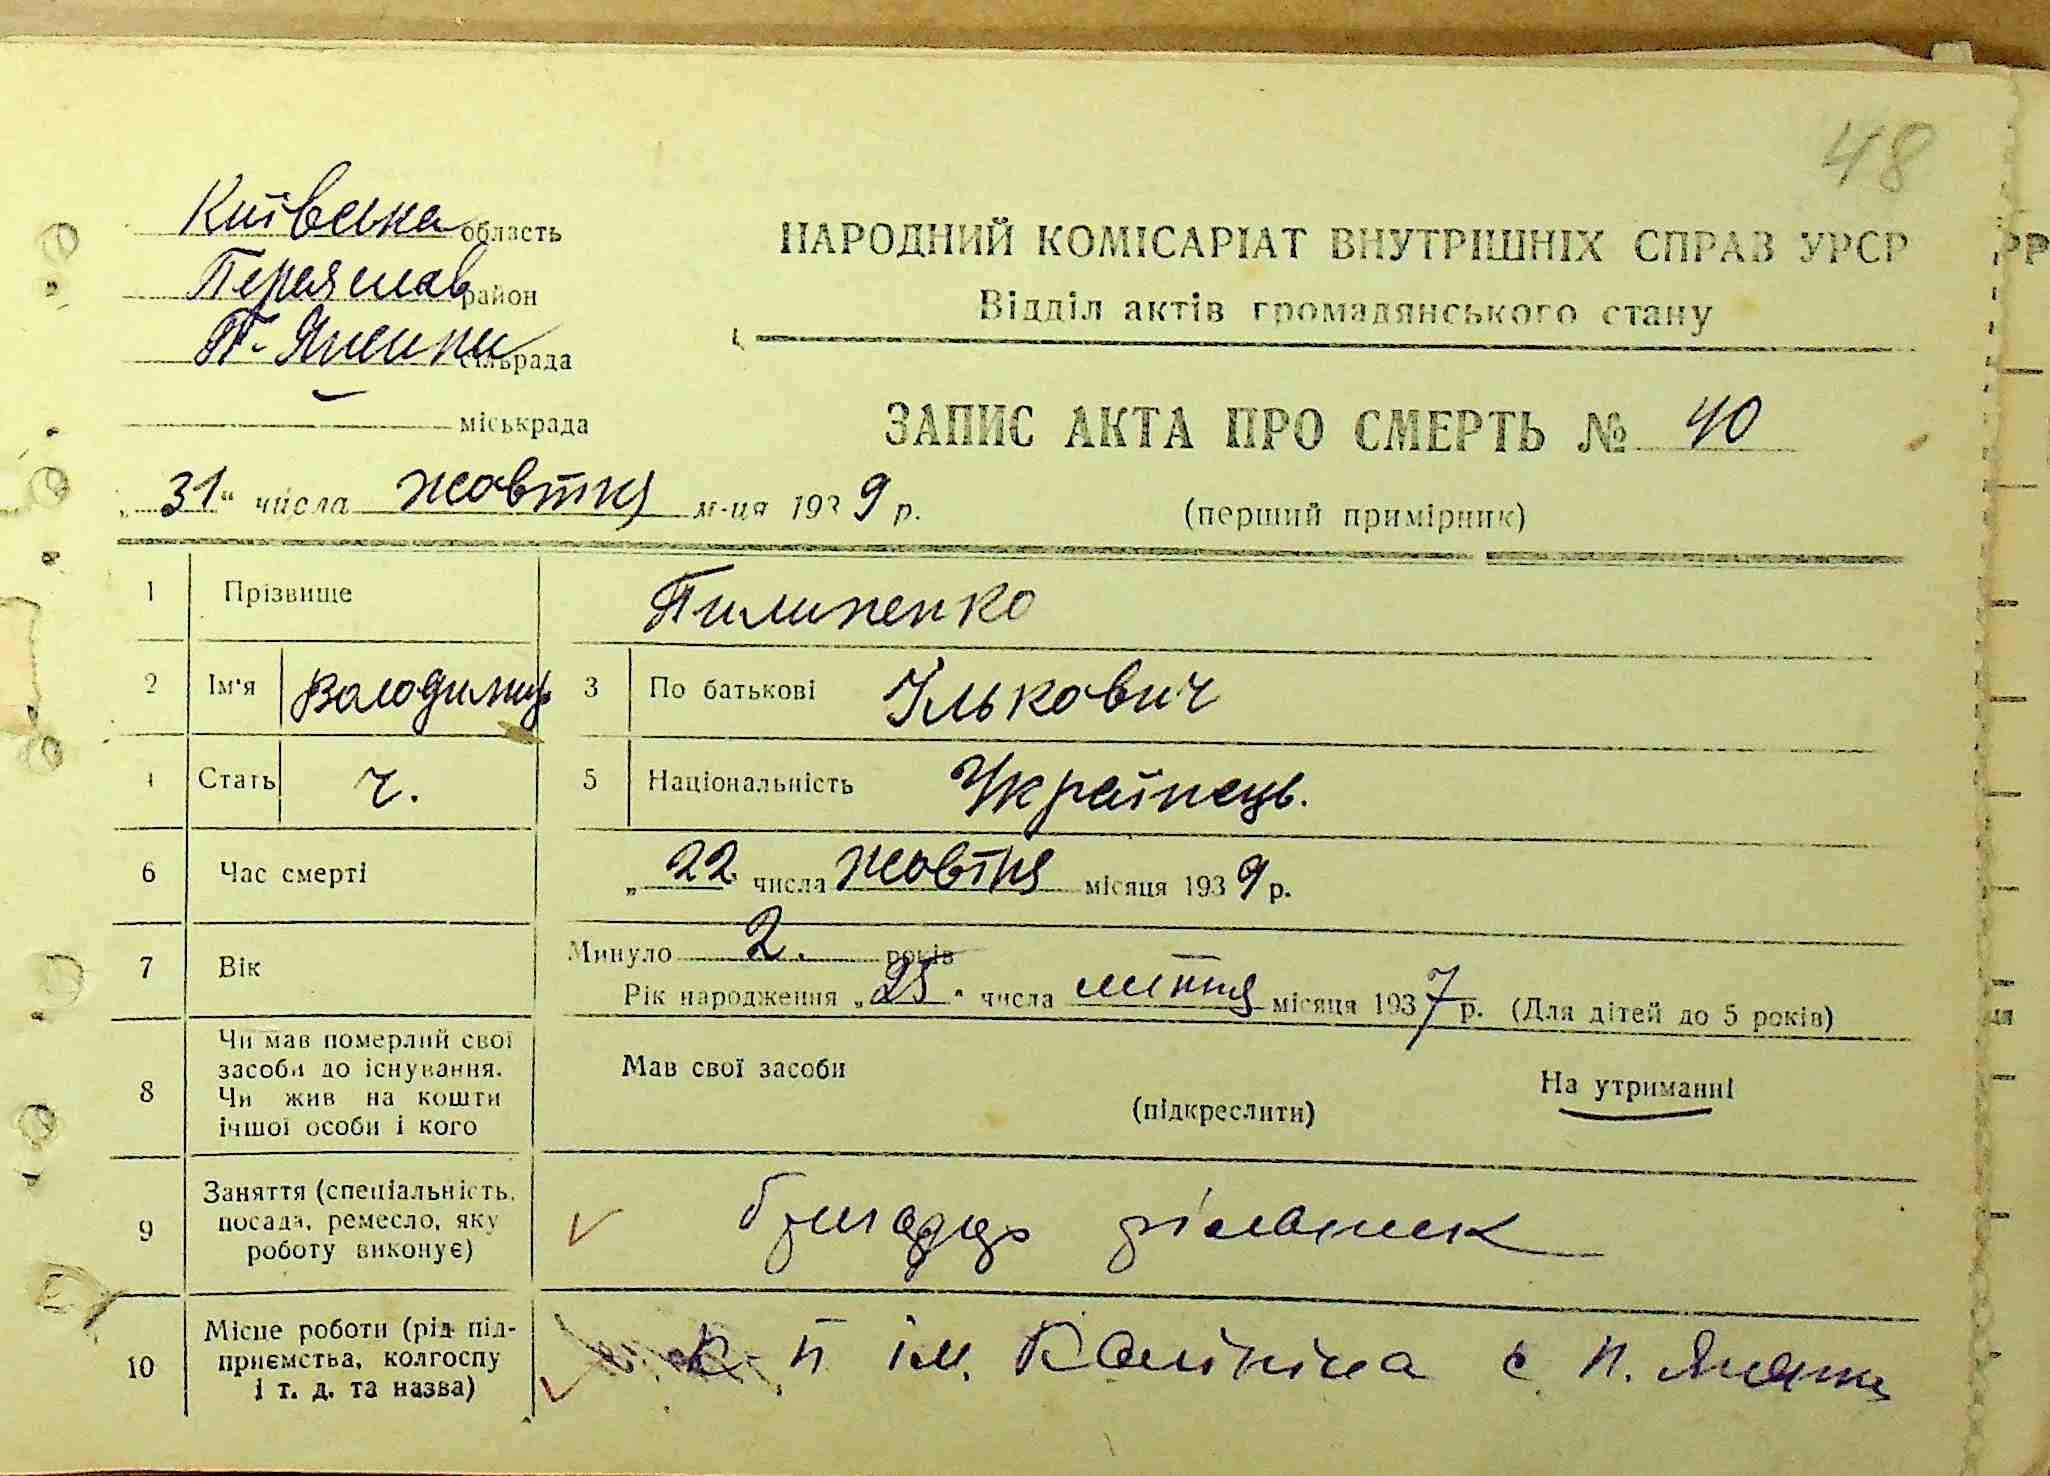 48
Київська область
Переяслав район
П-Яненки сільрада
— міськрада
НАРОДНИЙ КОМІСАРІАТ ВНУТРІШНІХ СПРАВ УРСР
Відділ актів громадянського стану
ЗАПИС АКТА ПРО СМЕРТЬ № 40
„31" числа жовтня м-ця 1939 р.
(перший примірник)
1 Прізвище Пилипенко
2 Ім'я Володимир 3 По батькові Ількович
4 Стать ч. 5 Національність Українець.
6 Час смерті „22" числа жовтня місяця 1939 р.
7 Вік Минуло 2. років
Рік народження „25" числа липня місяця 1937 р. (Для дітей до 5 років)
8 Чи мав померлий свої засоби до існування. Чи жив на кошти іншої особи і кого
Мав свої засоби (підкреслити) На утриманні
9 Заняття (спеціальність, посада, ремесло, яку роботу виконує) рільник
10 Місце роботи (рід підприємства, колгоспу і т. д. та назва) к-п ім. Калініна с. П.